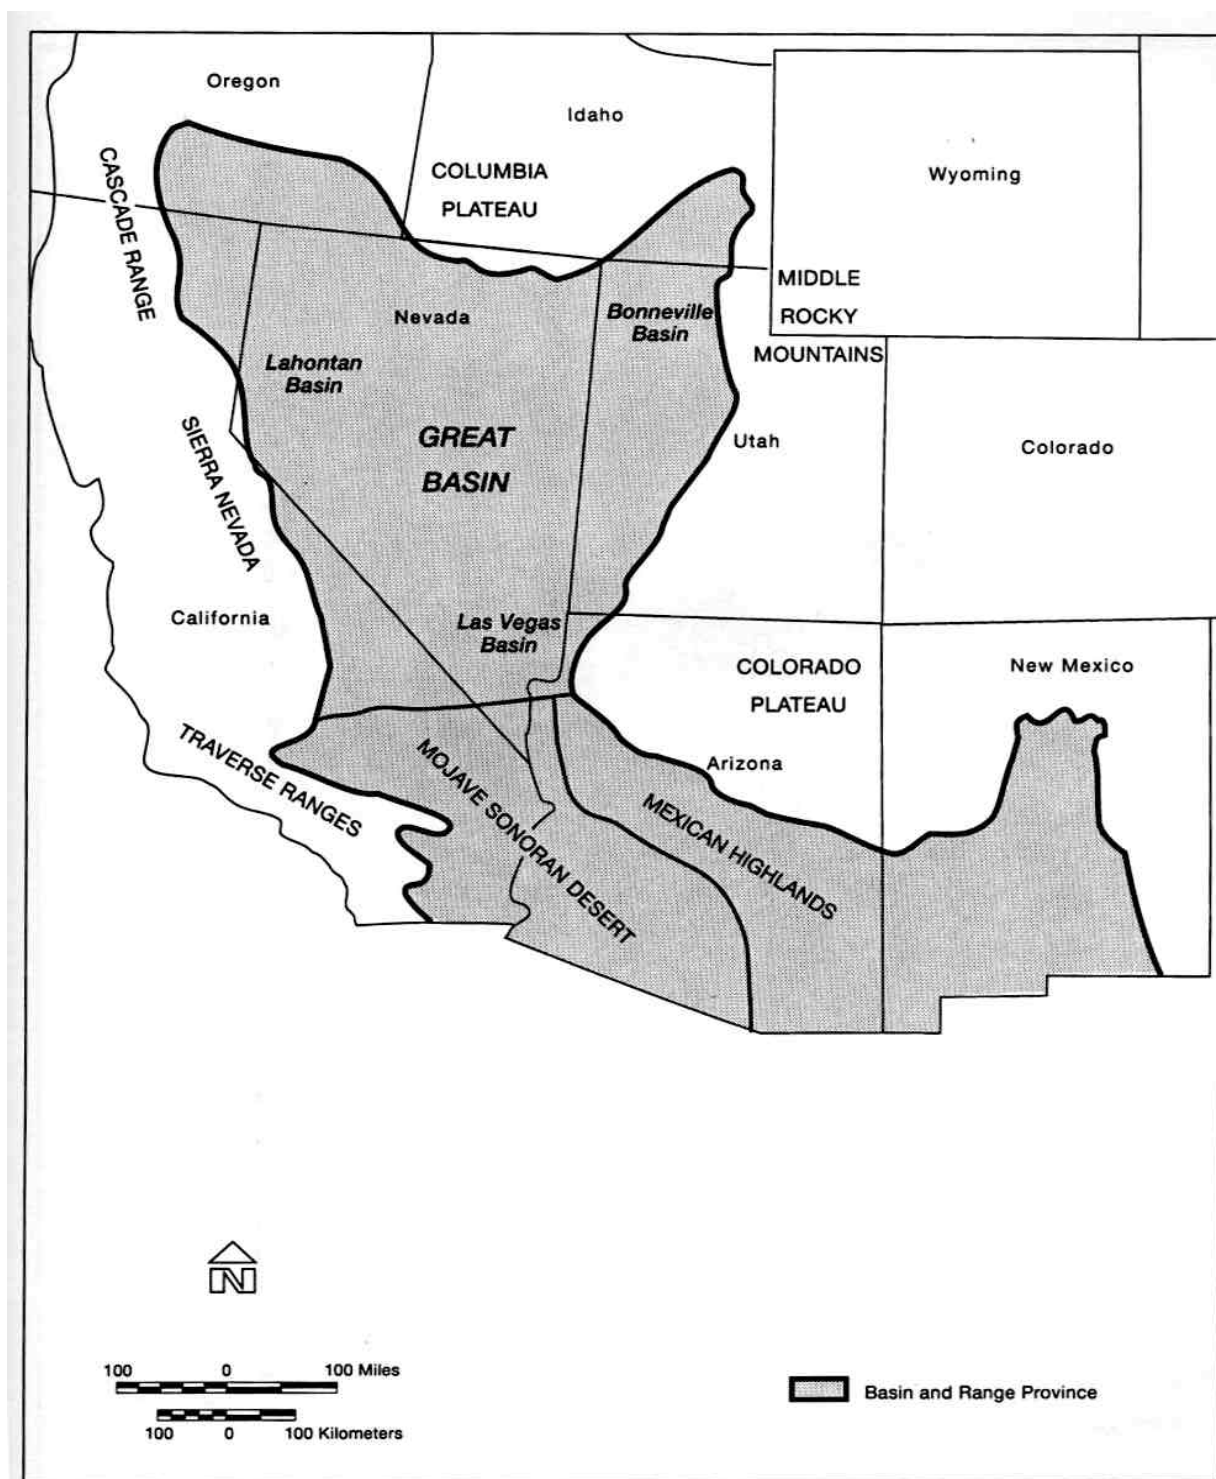 Oregon
Idaho
Wyoming
CASCADE RANGE
COLUMBIA
PLATEAU
MIDDLE
ROCKY
MOUNTAINS
Nevada
Bonneville
Basin
Lahontan
Basin
GREAT
BASIN
Utah
Colorado
SIERRA NEVADA
California
Las Vegas
Basin
COLORADO
PLATEAU
New Mexico
Arizona
TRAVERSE RANGES
MOJAVE SONORAN DESERT
MEXICAN HIGHLANDS
N
100 0 100 Miles
100 0 100 Kilometers
Basin and Range Province